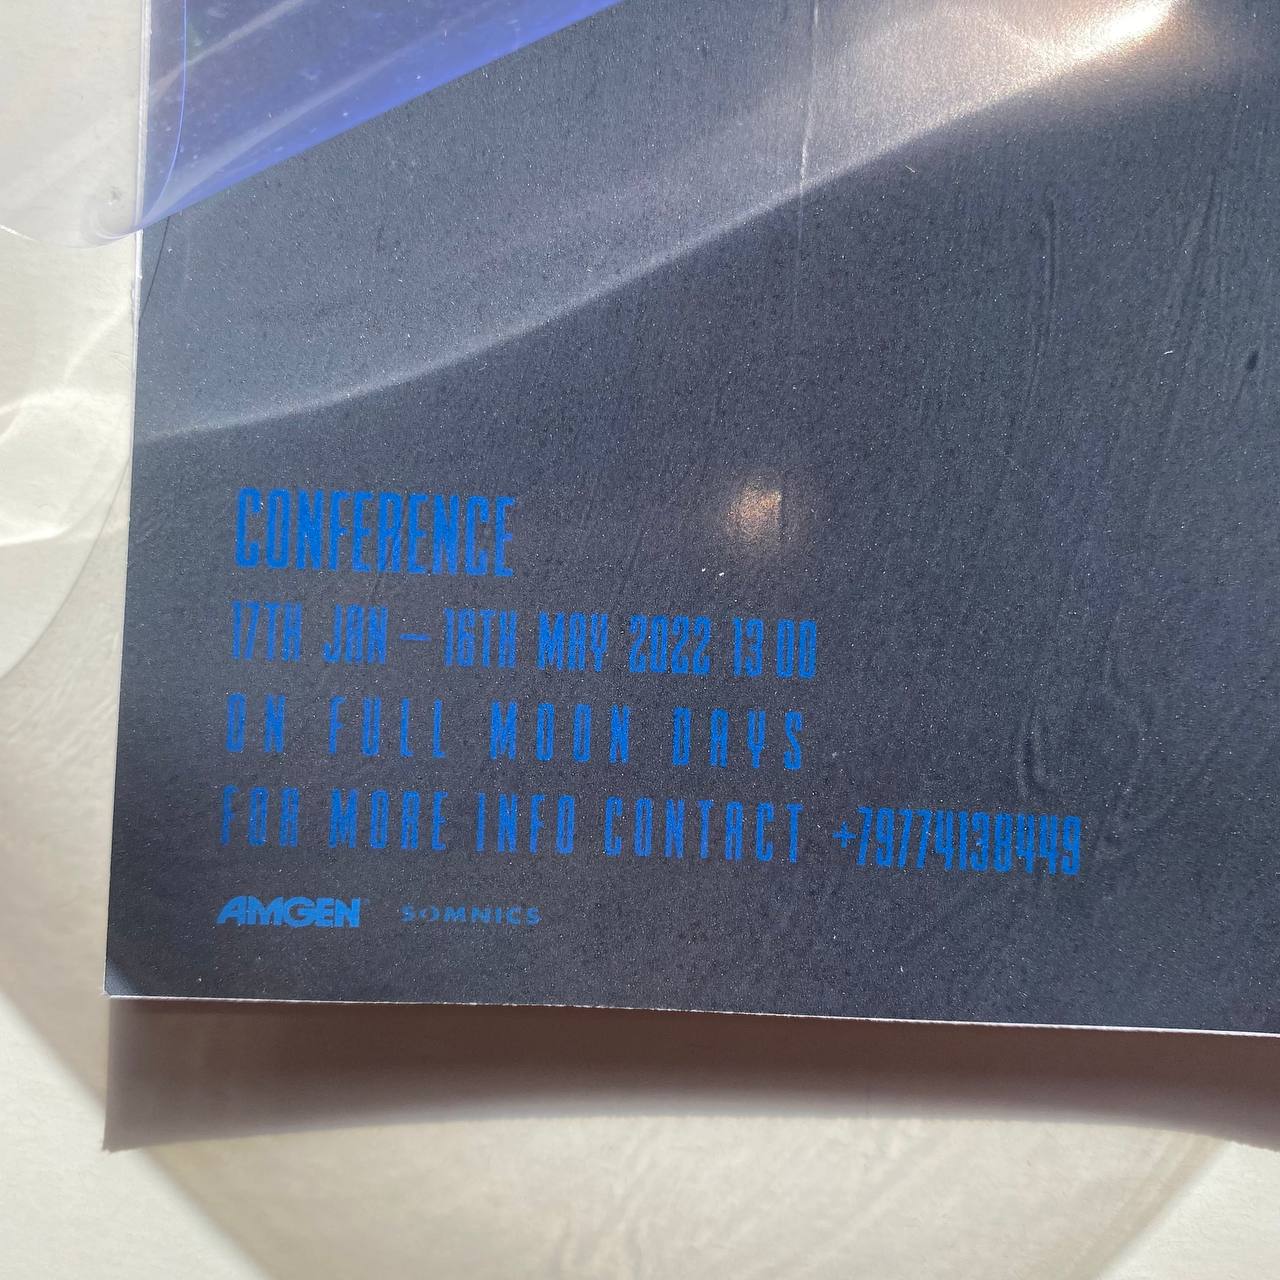 CONFERENCE
17TH JAN – 16TH MAY 2022 13 00
ON FULL MOON DAYS
FOR MORE INFO CONTACT +79774138449
AMGEN SOMNICS